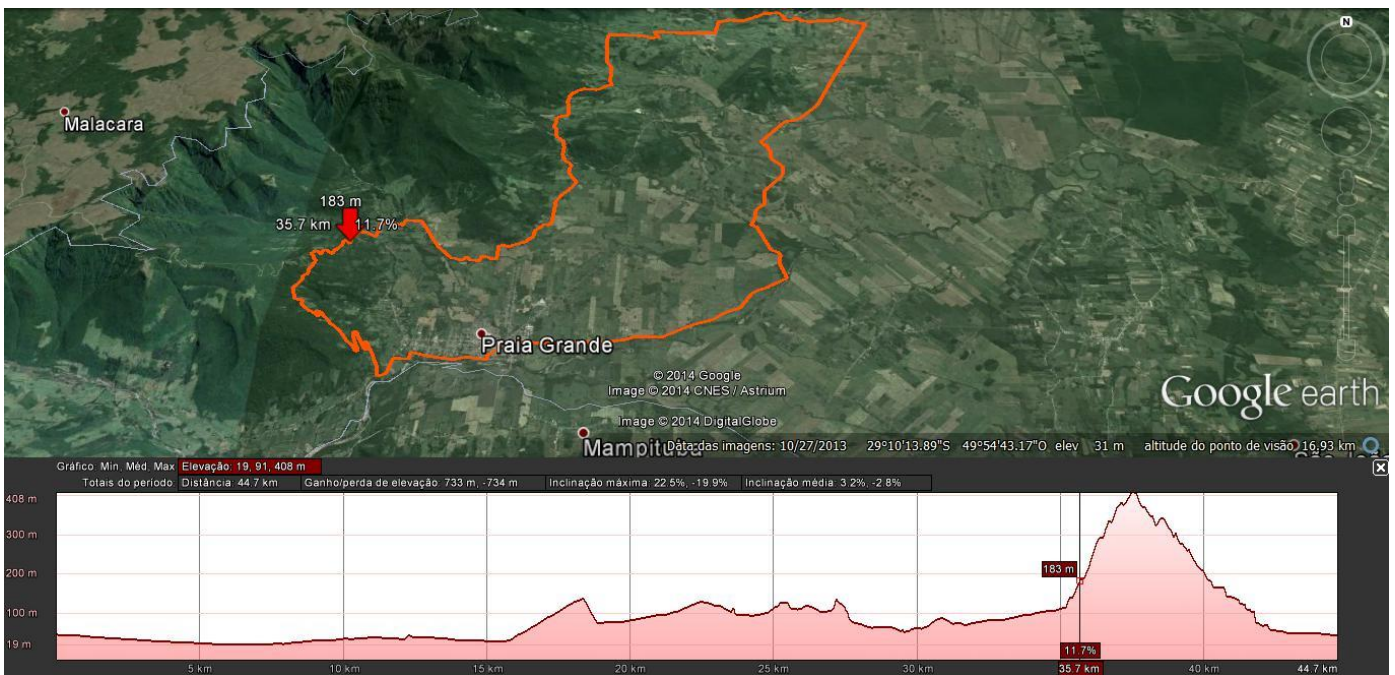 N
Malacara
183 m
35.7 km 11.7%
Praia Grande
© 2014 Google
Image © 2014 CNES / Astrium
Image © 2014 DigitalGlobe
Google earth
Mampituba
Data das imagens: 10/27/2013 29°10'13.89"S 49°54'43.17"O elev 31 m altitude do ponto de visão 16.93 km
Gráfico: Min, Méd, Max Elevação: 19, 91, 408 m
Totais do período: Distância: 44.7 km Ganho/perda de elevação: 733 m, -734 m Inclinação máxima: 22.5%, -19.9% Inclinação média: 3.2%, -2.8%
408 m
300 m
200 m
183 m
100 m
19 m
11.7%
5 km 10 km 15 km 20 km 25 km 30 km 35.7 km 40 km 44.7 km